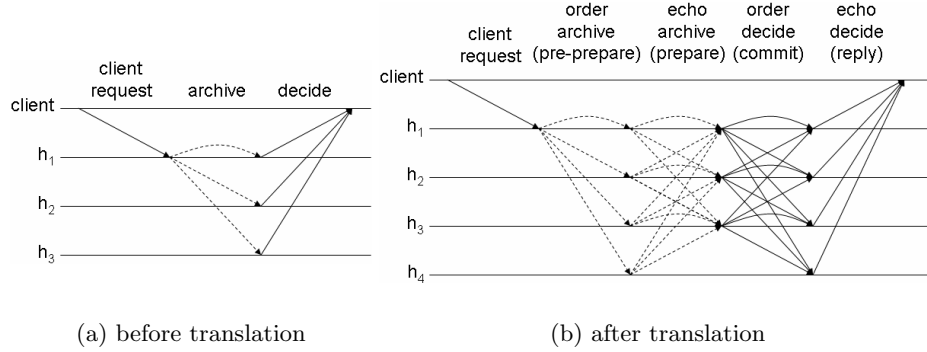 client
request
archive
decide
client
h1
h2
h3
(a) before translation
client
request
order
archive
(pre-prepare)
echo
archive
(prepare)
order
decide
(commit)
echo
decide
(reply)
client
h1
h2
h3
h4
(b) after translation